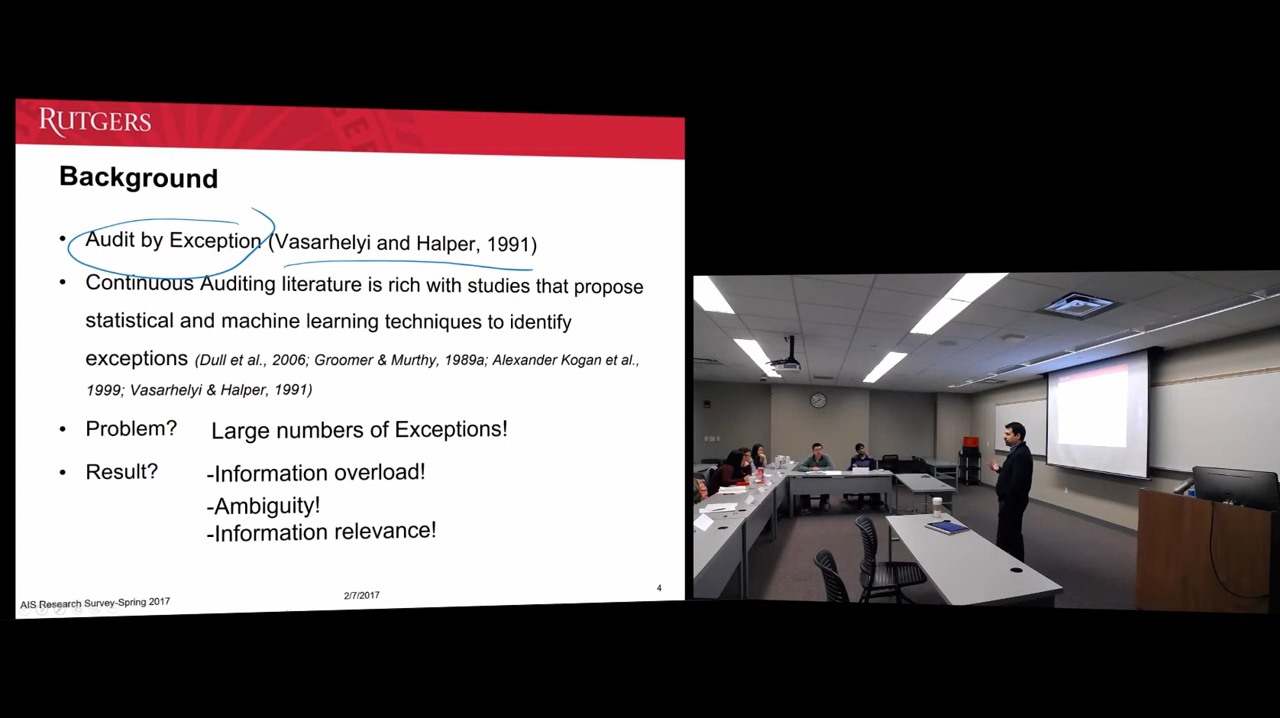 RUTGERS
Background
• Audit by Exception (Vasarhelyi and Halper, 1991)
• Continuous Auditing literature is rich with studies that propose
statistical and machine learning techniques to identify
exceptions (Dull et al., 2006; Groomer & Murthy, 1989a; Alexander Kogan et al.,
1999; Vasarhelyi & Halper, 1991)
• Problem? Large numbers of Exceptions!
• Result? -Information overload!
-Ambiguity!
-Information relevance!
AIS Research Survey-Spring 2017
2/7/2017
4